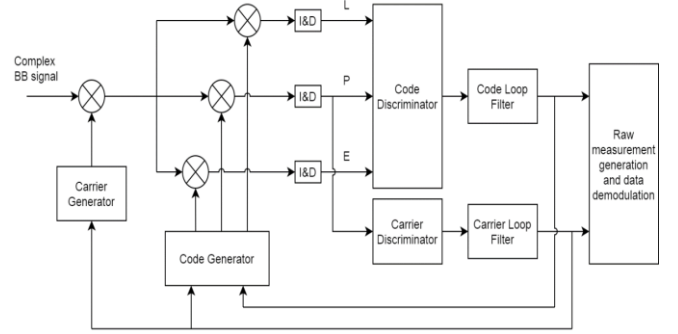 L
I&D
Complex
BB signal
P
I&D
Code
Discriminator
Code Loop
Filter
E
I&D
Raw
measurement
generation
and data
demodulation
Carrier
Generator
Carrier
Discriminator
Carrier Loop
Filter
Code Generator